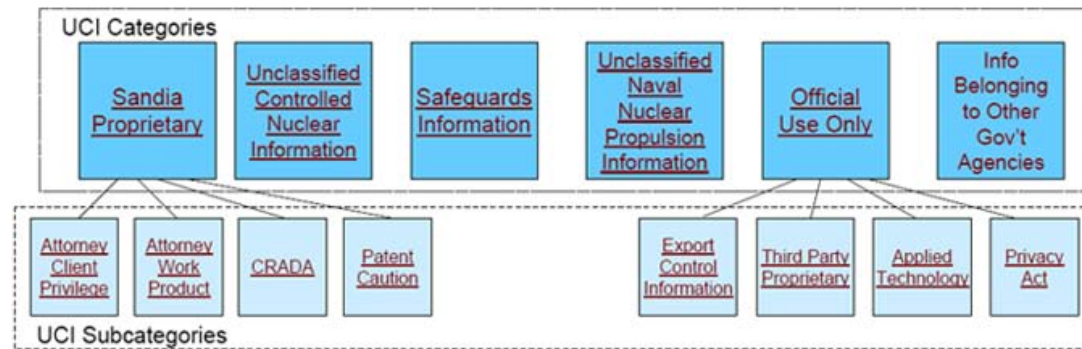 UCI Categories
Sandia
Proprietary
Unclassified
Controlled
Nuclear
Information
Safeguards
Information
Unclassified
Naval
Nuclear
Propulsion
Information
Official
Use Only
Info
Belonging
to Other
Gov't
Agencies
Attorney
Client
Privilege
Attorney
Work
Product
CRADA
Patent
Caution
Export
Control
Information
Third Party
Proprietary
Applied
Technology
Privacy
Act
UCI Subcategories